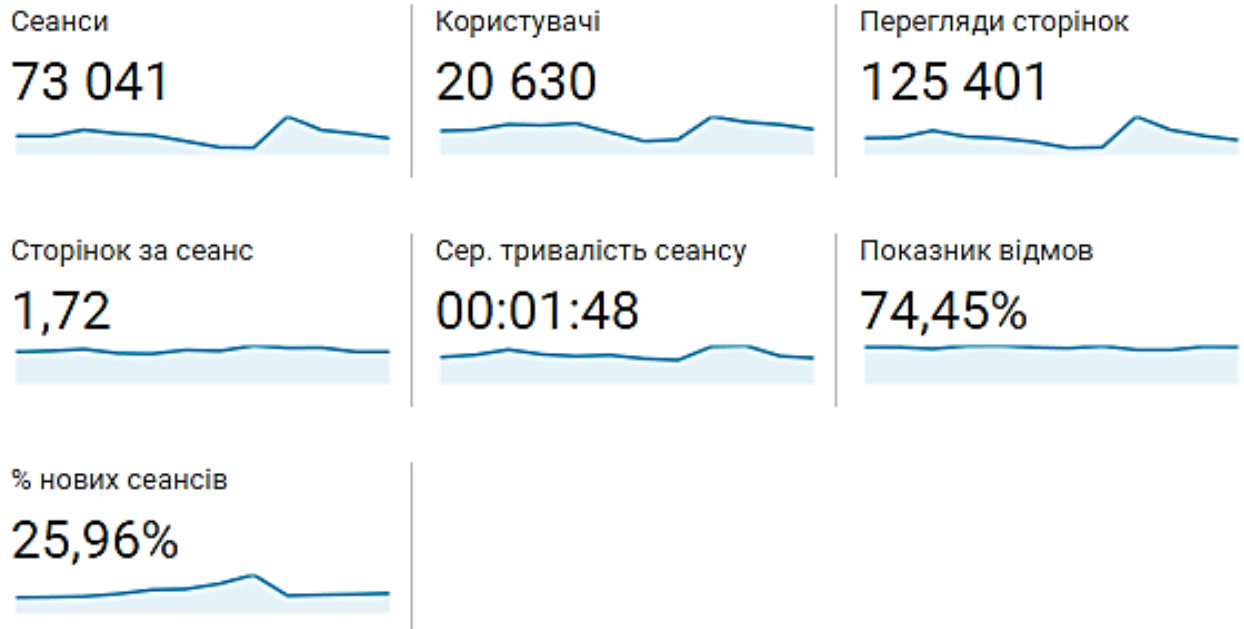 Сеанси
73 041
Користувачі
20 630
Перегляди сторінок
125 401
Сторінок за сеанс
1,72
Сер. тривалість сеансу
00:01:48
Показник відмов
74,45%
% нових сеансів
25,96%